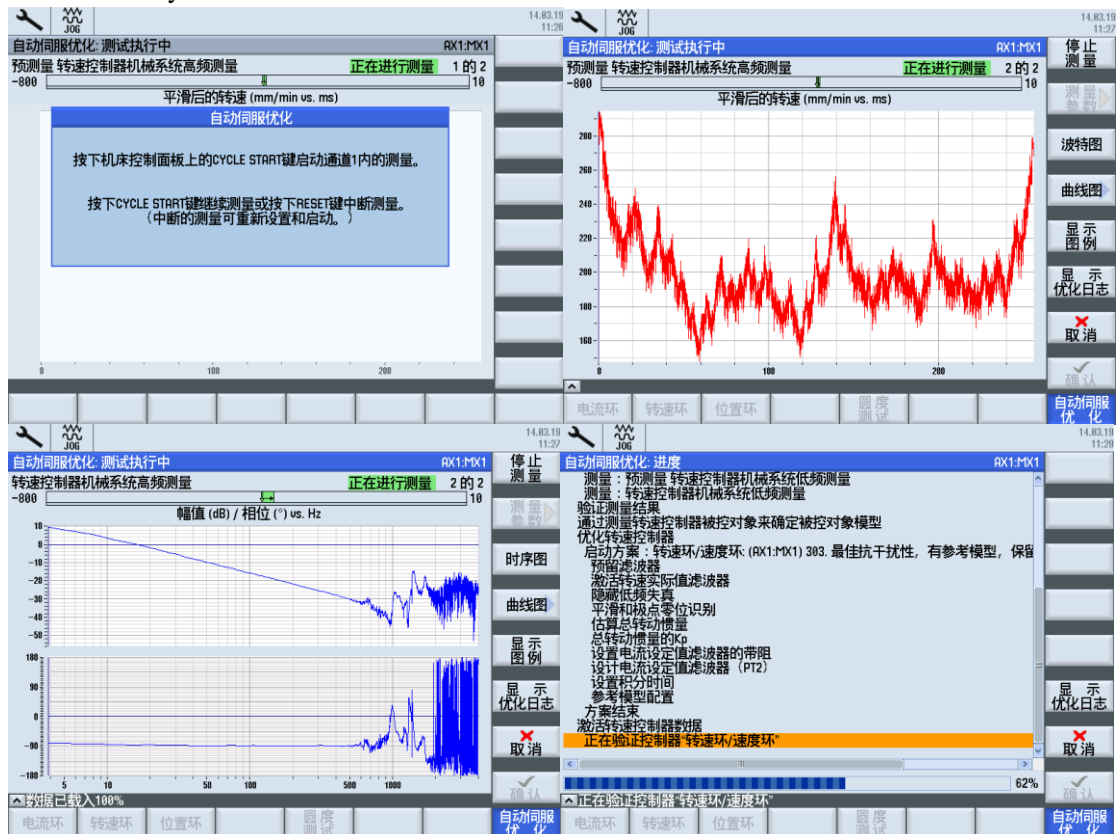 JOG
14.03.19
11:26
自动伺服优化: 测试执行中 AX1:MX1
预测量 转速控制器机械系统高频测量 正在进行测量 1 的 2
-800 10
平滑后的转速 (mm/min vs. ms)
自动伺服优化
按下机床控制面板上的CYCLE START键启动通道1内的测量。
按下CYCLE START键继续测量或按下RESET键中断测量。
（中断的测量可重新设置和启动。）
0 100 200
JOG
14.03.19
11:27
自动伺服优化: 测试执行中 AX1:MX1
预测量 转速控制器机械系统高频测量 正在进行测量 2 的 2
-800 10
平滑后的转速 (mm/min vs. ms)
280
260
240
220
200
180
160
0 100 200
停止
测量
测量
参数
波特图
曲线图
显示
图例
显 示
优化日志
取消
确认
电流环 转速环 位置环 圆度
测试
自动伺服
优 化
JOG
14.03.19
11:27
自动伺服优化: 测试执行中 AX1:MX1
转速控制器机械系统高频测量 正在进行测量 2 的 2
-800 10
幅值 (dB) / 相位 (°) vs. Hz
10
0
-10
-20
-30
-40
-50
180
90
0
-90
-180
5 10 50 100 500 1000
数据已载入100%
停止
测量
测量
参数
时序图
曲线图
显示
图例
显 示
优化日志
取消
确认
电流环 转速环 位置环 圆度
测试
自动伺服
优 化
JOG
14.03.19
11:29
自动伺服优化: 进度 AX1:MX1
测量：预测量 转速控制器机械系统低频测量
测量：转速控制器机械系统低频测量
验证测量结果
通过测量转速控制器被控对象来确定被控对象模型
优化转速控制器
启动方案：转速环/速度环: (AX1:MX1) 303. 最佳抗干扰性，有参考模型，保留
预留滤波器
激活转速实际值滤波器
隐藏低频失真
平滑和极点零位识别
估算总转动惯量
总转动惯量的Kp
设置电流设定值滤波器的带阻
设计电流设定值滤波器（PT2）
设置积分时间
参考模型配置
方案结束
激活转速控制器数据
正在验证控制器“转速环/速度环”
62%
正在验证控制器“转速环/速度环”
显 示
优化日志
取消
确认
电流环 转速环 位置环 圆度
测试
自动伺服
优 化